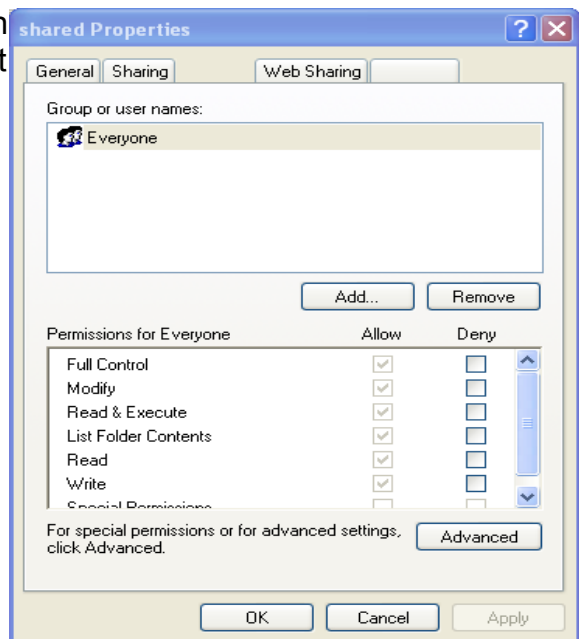 n
t
shared Properties
General Sharing Web Sharing
Group or user names:
Everyone
Add... Remove
Permissions for Everyone Allow Deny
Full Control
Modify
Read & Execute
List Folder Contents
Read
Write
Special Permissions
For special permissions or for advanced settings,
click Advanced.
Advanced
OK Cancel Apply